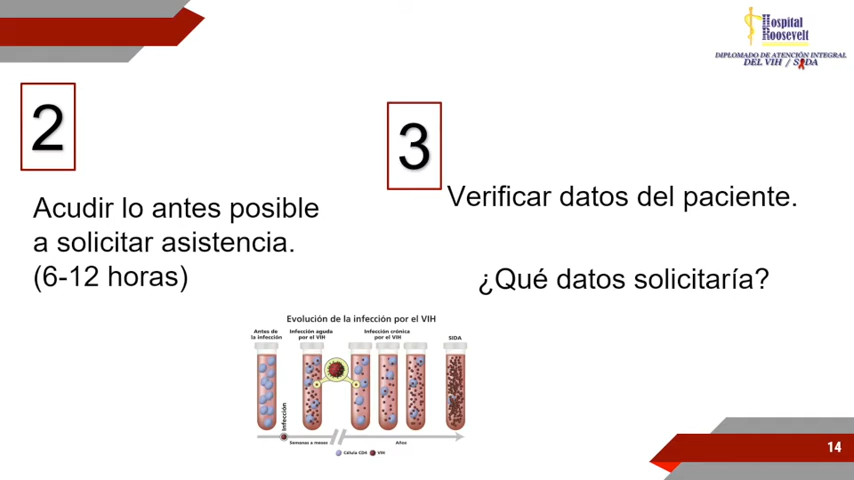 Hospital
Roosevelt
DIPLOMADO DE ATENCIÓN INTEGRAL
DEL VIH / SIDA
2
Acudir lo antes posible
a solicitar asistencia.
(6-12 horas)
3
Verificar datos del paciente.
¿Qué datos solicitaría?
Evolución de la infección por el VIH
Antes de
la infección
Infección aguda
por el VIH
Infección crónica
por el VIH
SIDA
Infección
Semanas a meses
Años
Célula CD4
VIH
14